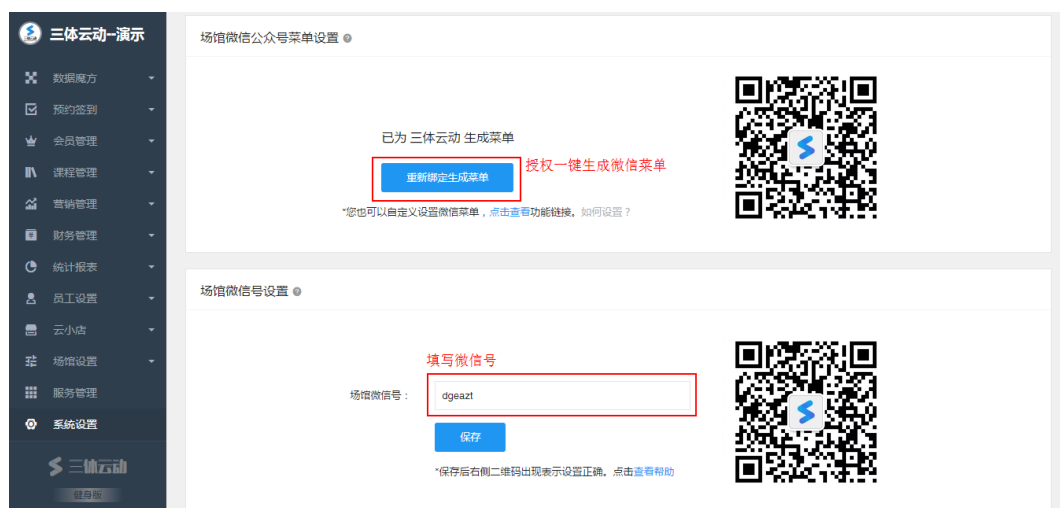 三体云动--演示
数据魔方
预约签到
会员管理
课程管理
营销管理
财务管理
统计报表
员工设置
云小店
场馆设置
服务管理
系统设置
三体云动
健身版
场馆微信公众号菜单设置
已为 三体云动 生成菜单
重新绑定生成菜单
授权一键生成微信菜单
*您也可以自定义设置微信菜单，点击查看功能链接。如何设置？
场馆微信号设置
填写微信号
场馆微信号：
dgeazt
保存
*保存后右侧二维码出现表示设置正确。点击查看帮助